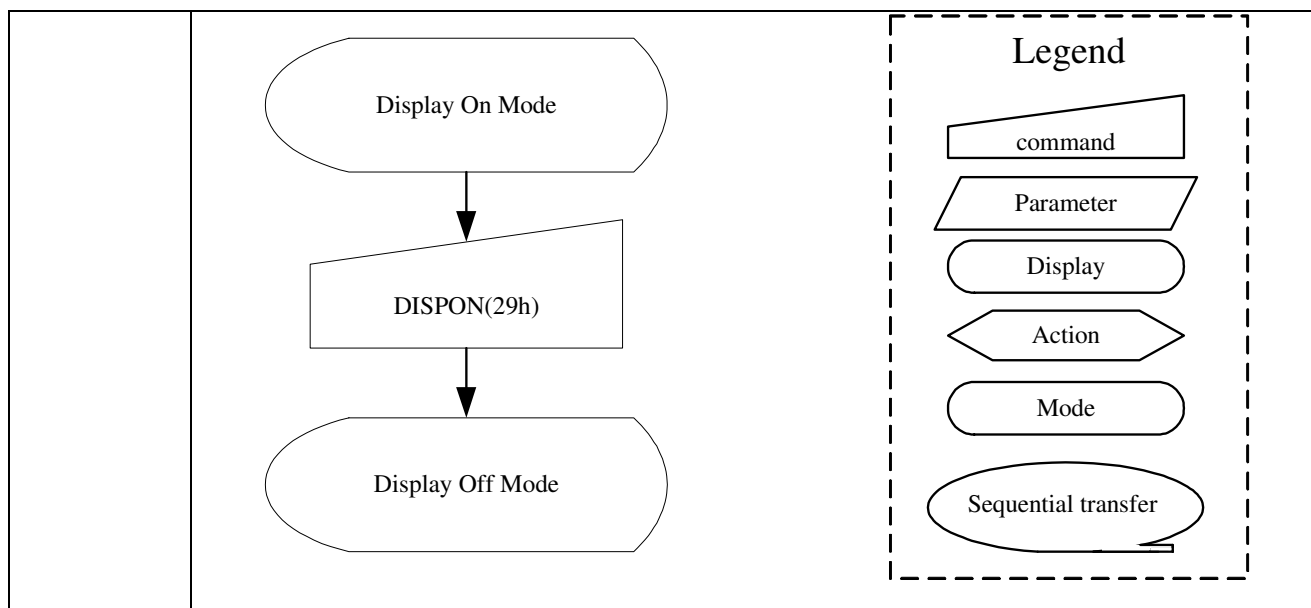 Display On Mode
DISPON(29h)
Display Off Mode
Legend
command
Parameter
Display
Action
Mode
Sequential transfer